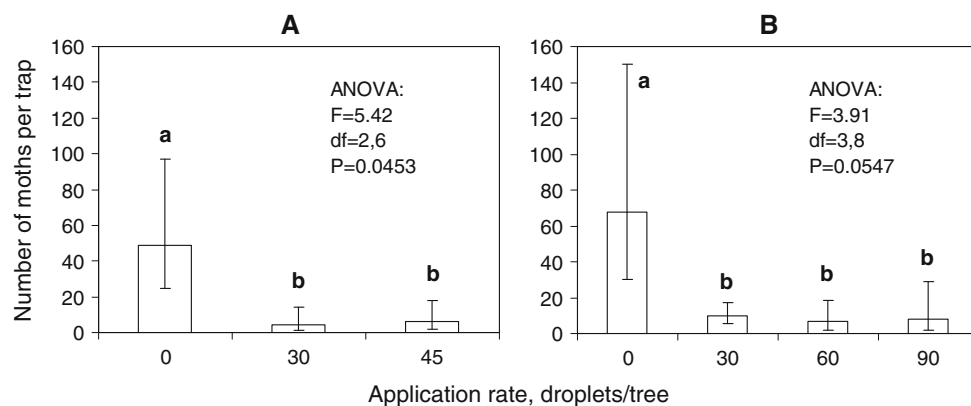 A
B
Number of moths per trap
160
140
120
100
80
60
40
20
0
a
b
b
ANOVA:
F=5.42
df=2,6
P=0.0453
0
30
45
160
140
120
100
80
60
40
20
0
a
b
b
b
ANOVA:
F=3.91
df=3,8
P=0.0547
0
30
60
90
Application rate, droplets/tree